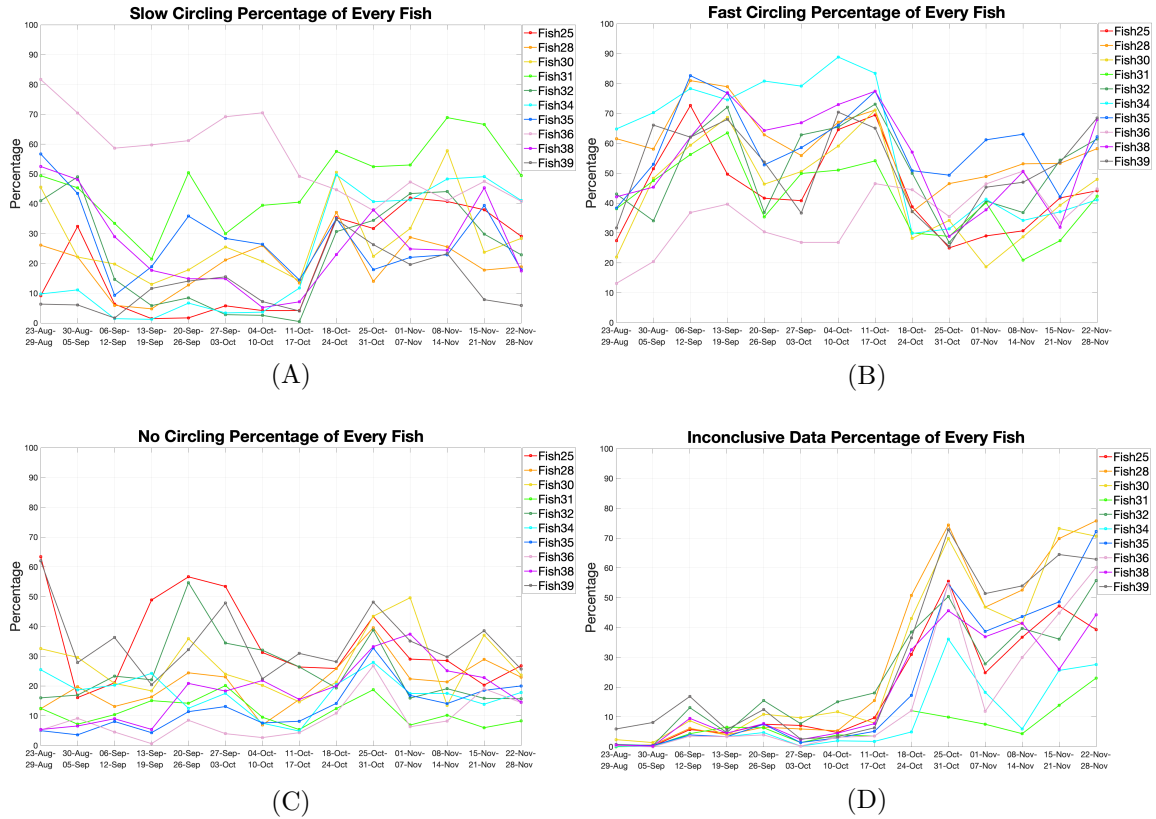 Slow Circling Percentage of Every Fish
Percentage
100
90
80
70
60
50
40
30
20
10
0
23-Aug- 30-Aug- 06-Sep- 13-Sep- 20-Sep- 27-Sep- 04-Oct- 11-Oct- 18-Oct- 25-Oct- 01-Nov- 08-Nov- 15-Nov- 22-Nov-
29-Aug 05-Sep 12-Sep 19-Sep 26-Sep 03-Oct 10-Oct 17-Oct 24-Oct 31-Oct 07-Nov 14-Nov 21-Nov 28-Nov
Fish25
Fish28
Fish30
Fish31
Fish32
Fish34
Fish35
Fish36
Fish38
Fish39
(A)
Fast Circling Percentage of Every Fish
Percentage
100
90
80
70
60
50
40
30
20
10
0
23-Aug- 30-Aug- 06-Sep- 13-Sep- 20-Sep- 27-Sep- 04-Oct- 11-Oct- 18-Oct- 25-Oct- 01-Nov- 08-Nov- 15-Nov- 22-Nov-
29-Aug 05-Sep 12-Sep 19-Sep 26-Sep 03-Oct 10-Oct 17-Oct 24-Oct 31-Oct 07-Nov 14-Nov 21-Nov 28-Nov
Fish25
Fish28
Fish30
Fish31
Fish32
Fish34
Fish35
Fish36
Fish38
Fish39
(B)
No Circling Percentage of Every Fish
Percentage
100
90
80
70
60
50
40
30
20
10
0
23-Aug- 30-Aug- 06-Sep- 13-Sep- 20-Sep- 27-Sep- 04-Oct- 11-Oct- 18-Oct- 25-Oct- 01-Nov- 08-Nov- 15-Nov- 22-Nov-
29-Aug 05-Sep 12-Sep 19-Sep 26-Sep 03-Oct 10-Oct 17-Oct 24-Oct 31-Oct 07-Nov 14-Nov 21-Nov 28-Nov
Fish25
Fish28
Fish30
Fish31
Fish32
Fish34
Fish35
Fish36
Fish38
Fish39
(C)
Inconclusive Data Percentage of Every Fish
Percentage
100
90
80
70
60
50
40
30
20
10
0
23-Aug- 30-Aug- 06-Sep- 13-Sep- 20-Sep- 27-Sep- 04-Oct- 11-Oct- 18-Oct- 25-Oct- 01-Nov- 08-Nov- 15-Nov- 22-Nov-
29-Aug 05-Sep 12-Sep 19-Sep 26-Sep 03-Oct 10-Oct 17-Oct 24-Oct 31-Oct 07-Nov 14-Nov 21-Nov 28-Nov
Fish25
Fish28
Fish30
Fish31
Fish32
Fish34
Fish35
Fish36
Fish38
Fish39
(D)